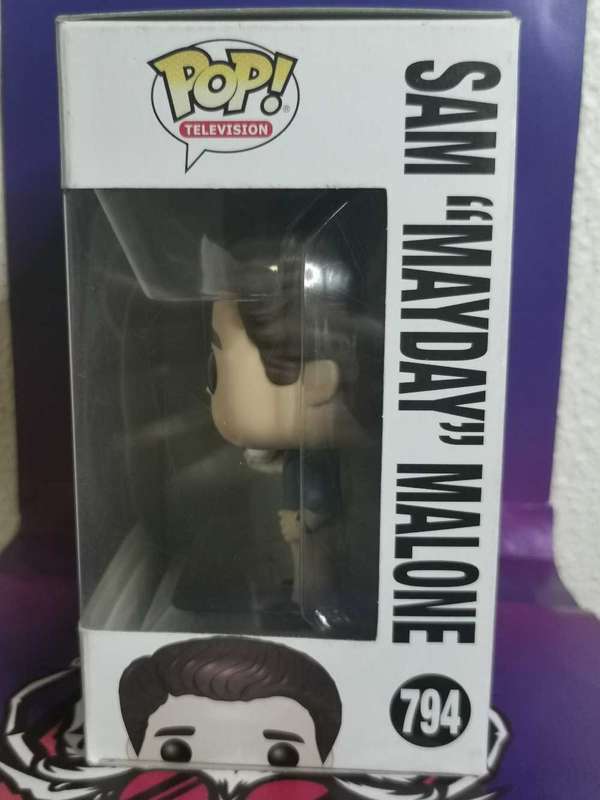 POP!
TELEVISION
SAM “MAYDAY” MALONE
794